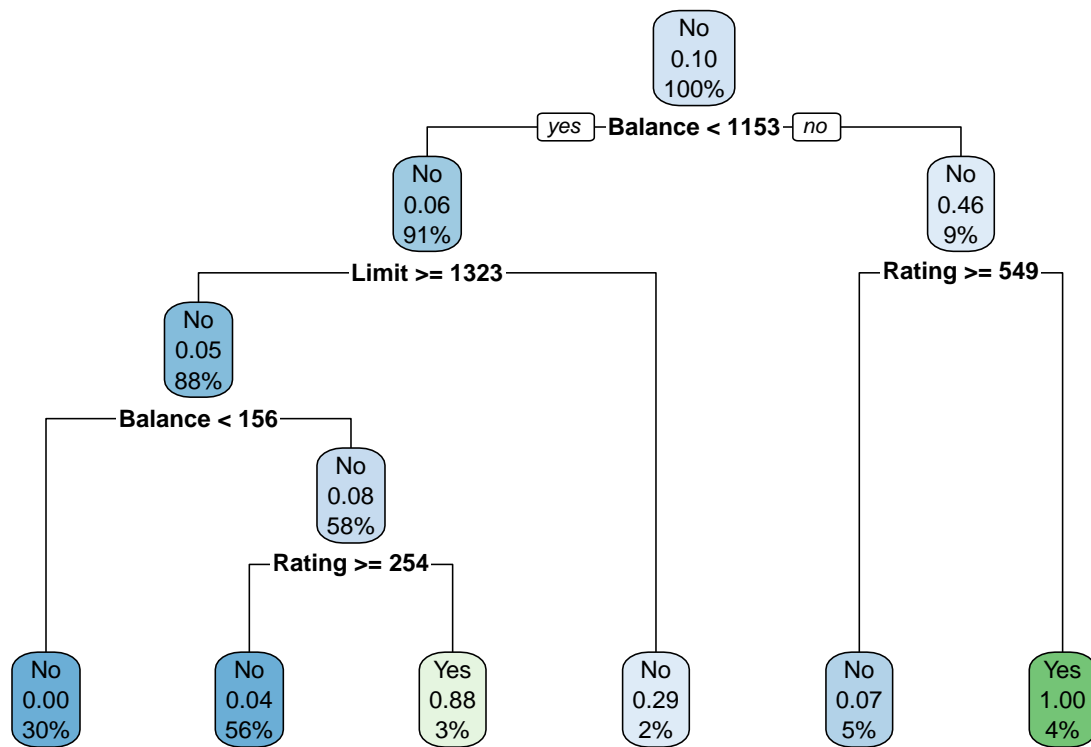 No
0.10
100%
yes Balance < 1153 no
No
0.06
91%
No
0.46
9%
Limit >= 1323
Rating >= 549
No
0.05
88%
Balance < 156
No
0.08
58%
Rating >= 254
No
0.00
30%
No
0.04
56%
Yes
0.88
3%
No
0.29
2%
No
0.07
5%
Yes
1.00
4%